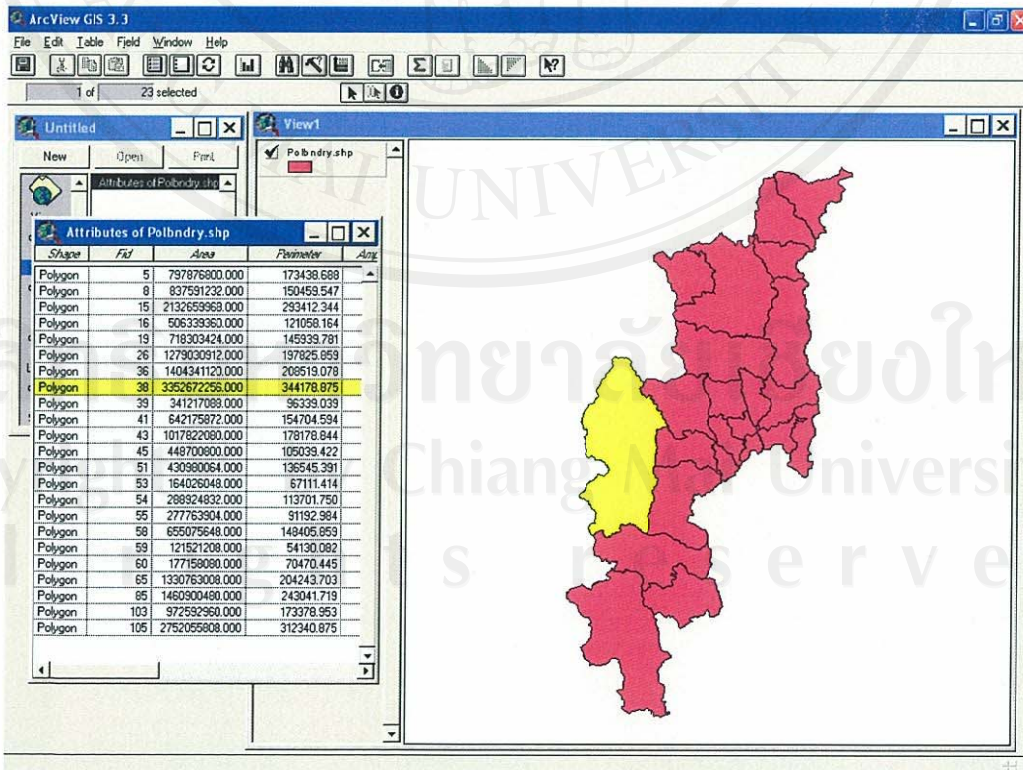 ArcView GIS 3.3
File Edit Table Field Window Help
1 of 23 selected
Untitled
New Open Print
Attributes of Polbndry.shp
View1
Polbndry.shp
Attributes of Polbndry.shp
Shape Fid Area Perimeter
Polygon 5 797876800.000 173438.688
Polygon 8 837591232.000 150459.547
Polygon 15 2132659968.000 293412.344
Polygon 16 506339360.000 121058.164
Polygon 19 718303424.000 145939.781
Polygon 26 1279030912.000 197825.859
Polygon 36 1404341120.000 208519.078
Polygon 38 3352672256.000 344178.875
Polygon 39 341217088.000 96339.039
Polygon 41 642175872.000 154704.594
Polygon 43 1017822080.000 178178.844
Polygon 45 448700800.000 105039.422
Polygon 51 430980064.000 136545.391
Polygon 53 164026048.000 67111.414
Polygon 54 288924832.000 113701.750
Polygon 55 277763904.000 91192.984
Polygon 58 655075648.000 148405.859
Polygon 59 121521208.000 54130.082
Polygon 60 177158080.000 70470.445
Polygon 65 1330763008.000 204243.703
Polygon 85 1460900480.000 243041.719
Polygon 103 972592960.000 173378.953
Polygon 105 2752055808.000 312340.875
MAI UNIVERSITY
Chiang Mai Universi